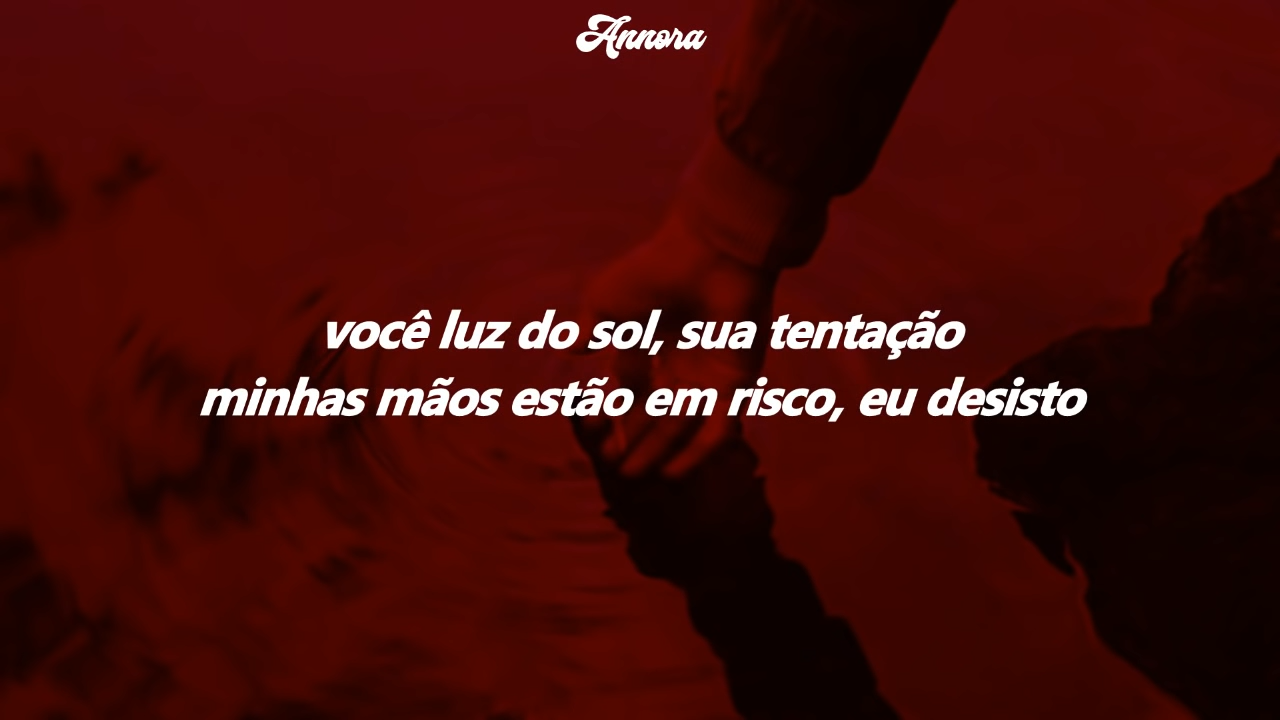 Annora
você luz do sol, sua tentação
minhas mãos estão em risco, eu desisto